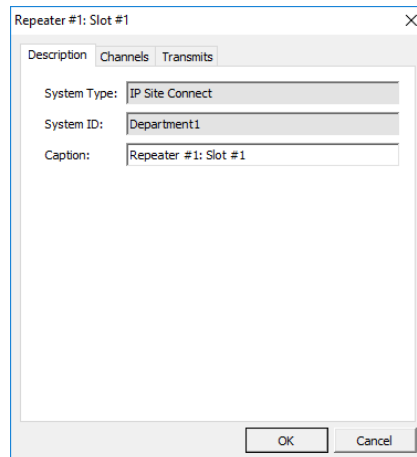 Repeater #1: Slot #1
Description Channels Transmits
System Type: IP Site Connect
System ID: Department1
Caption: Repeater #1: Slot #1
OK Cancel